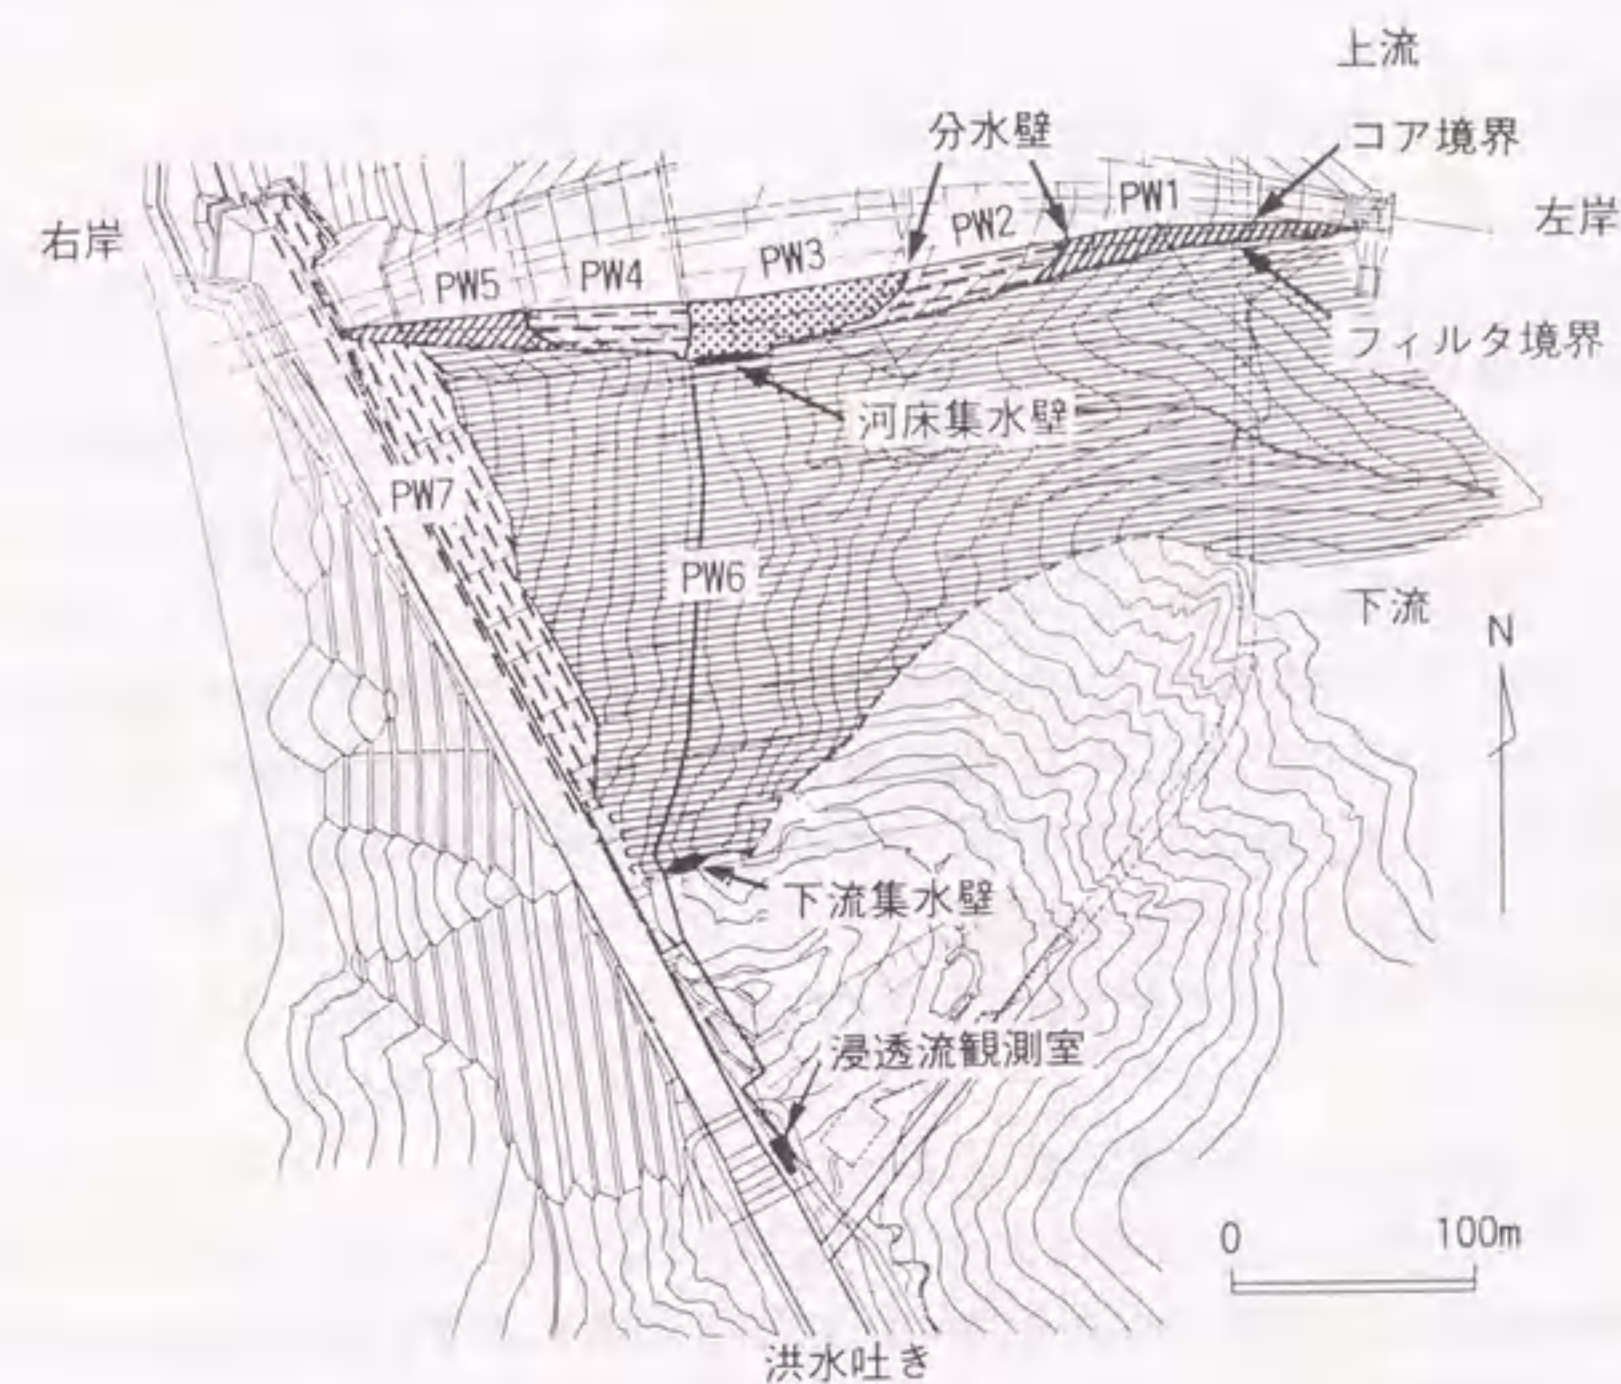 上流
分水壁
コア境界
PW1
右岸
PW2
左岸
PW3
PW4
PW5
フィルタ境界
河床集水壁
PW7
PW6
下流
N
下流集水壁
浸透流観測室
0
100m
洪水吐き